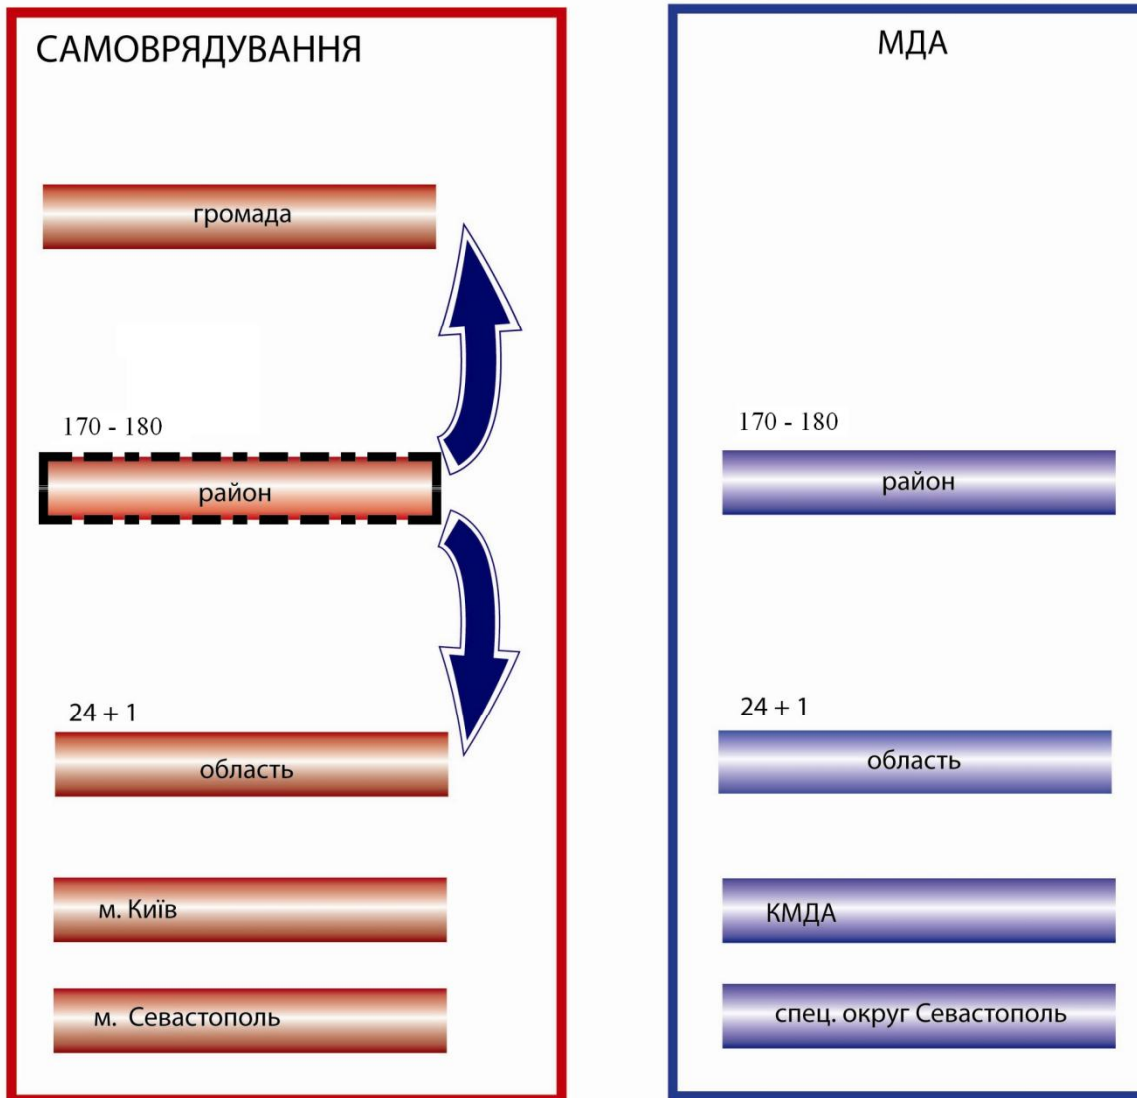 САМОВРЯДУВАННЯ
громада
170 - 180
район
24 + 1
область
м. Київ
м. Севастополь
МДА
170 - 180
район
24 + 1
область
КМДА
спец. округ Севастополь